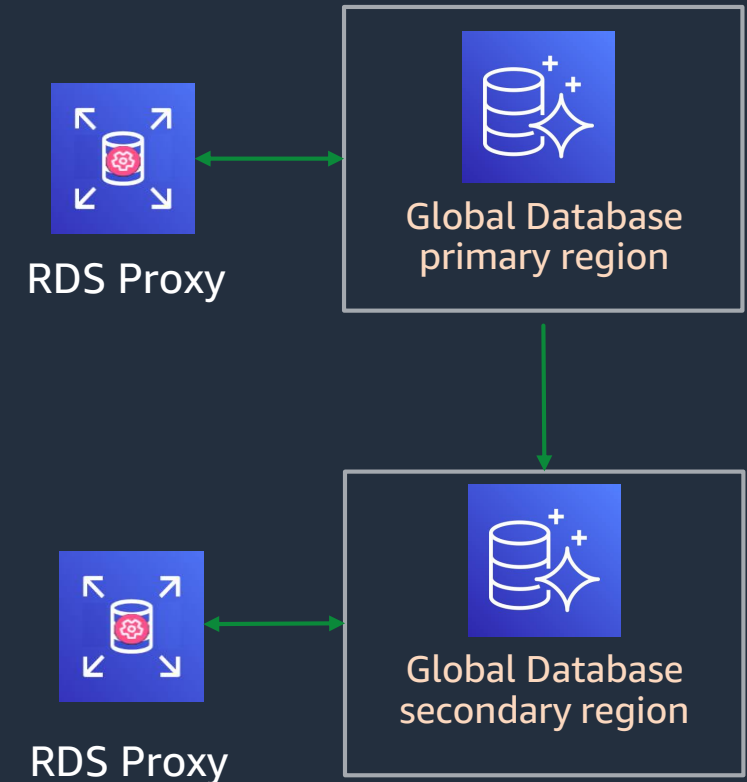 Global Database
primary region
RDS Proxy
Global Database
secondary region
RDS Proxy